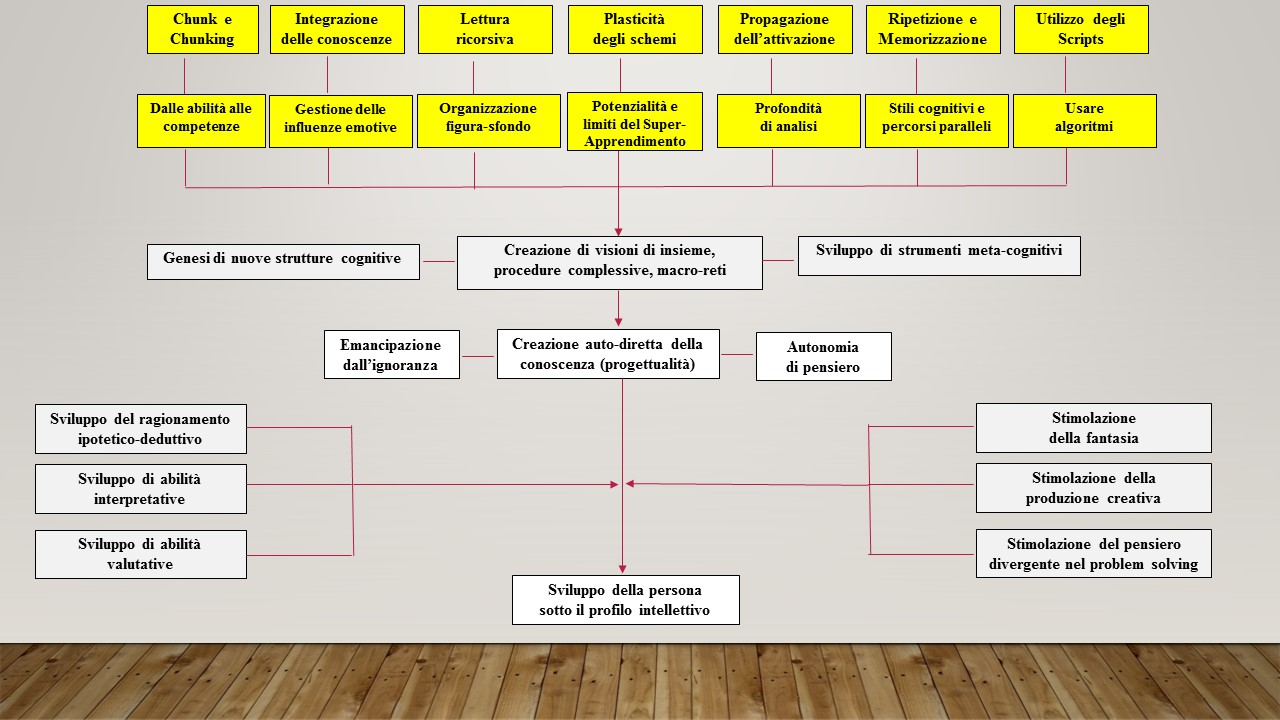 Chunk e
Chunking
Integrazione
delle conoscenze
Lettura
ricorsiva
Plasticità
degli schemi
Propagazione
dell’attivazione
Ripetizione e
Memorizzazione
Utilizzo degli
Scripts
Dalle abilità alle
competenze
Gestione delle
influenze emotive
Organizzazione
figura-sfondo
Potenzialità e
limiti del Super-
Apprendimento
Profondità
di analisi
Stili cognitivi e
percorsi paralleli
Usare
algoritmi
Genesi di nuove strutture cognitive
Creazione di visioni di insieme,
procedure complessive, macro-reti
Sviluppo di strumenti meta-cognitivi
Emancipazione
dall’ignoranza
Creazione auto-diretta della
conoscenza (progettualità)
Autonomia
di pensiero
Sviluppo del ragionamento
ipotetico-deduttivo
Sviluppo di abilità
interpretative
Sviluppo di abilità
valutative
Stimolazione
della fantasia
Stimolazione della
produzione creativa
Stimolazione del pensiero
divergente nel problem solving
Sviluppo della persona
sotto il profilo intellettivo